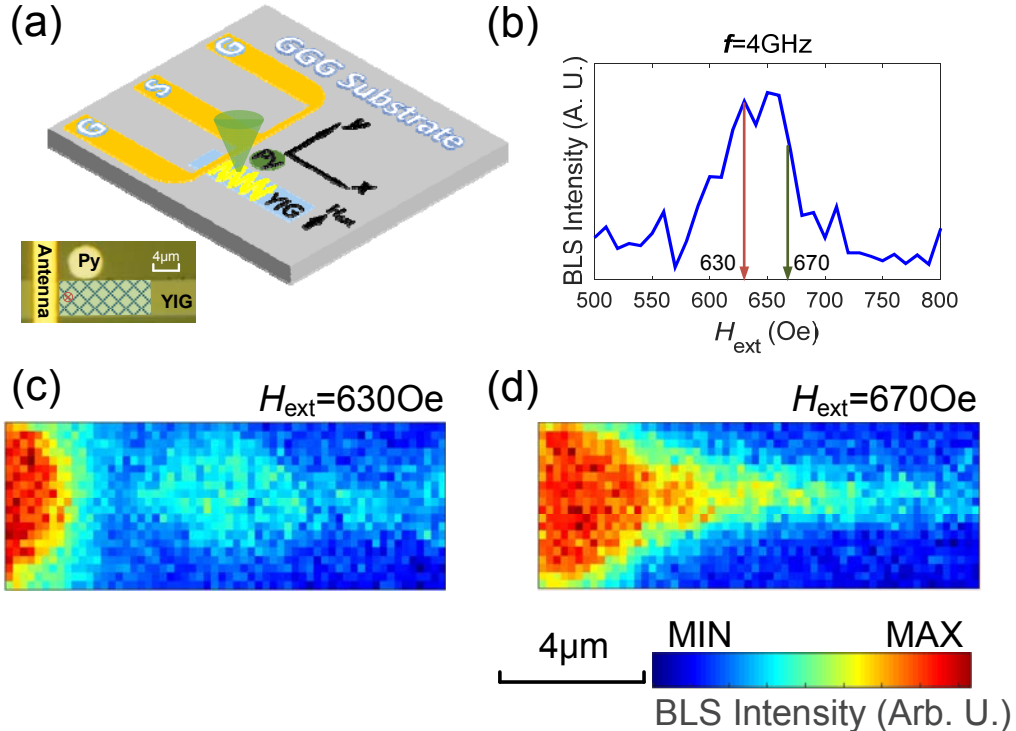 (a)
G
S
G
GGG Substrate
Py
y
x
YIG
Hext
Antenna
Py
4μm
YIG
(b)
f=4GHz
BLS Intensity (A. U.)
630
670
500 550 600 650 700 750 800
Hext (Oe)
(c)
Hext=630Oe
(d)
Hext=670Oe
4μm
MIN
MAX
BLS Intensity (Arb. U.)